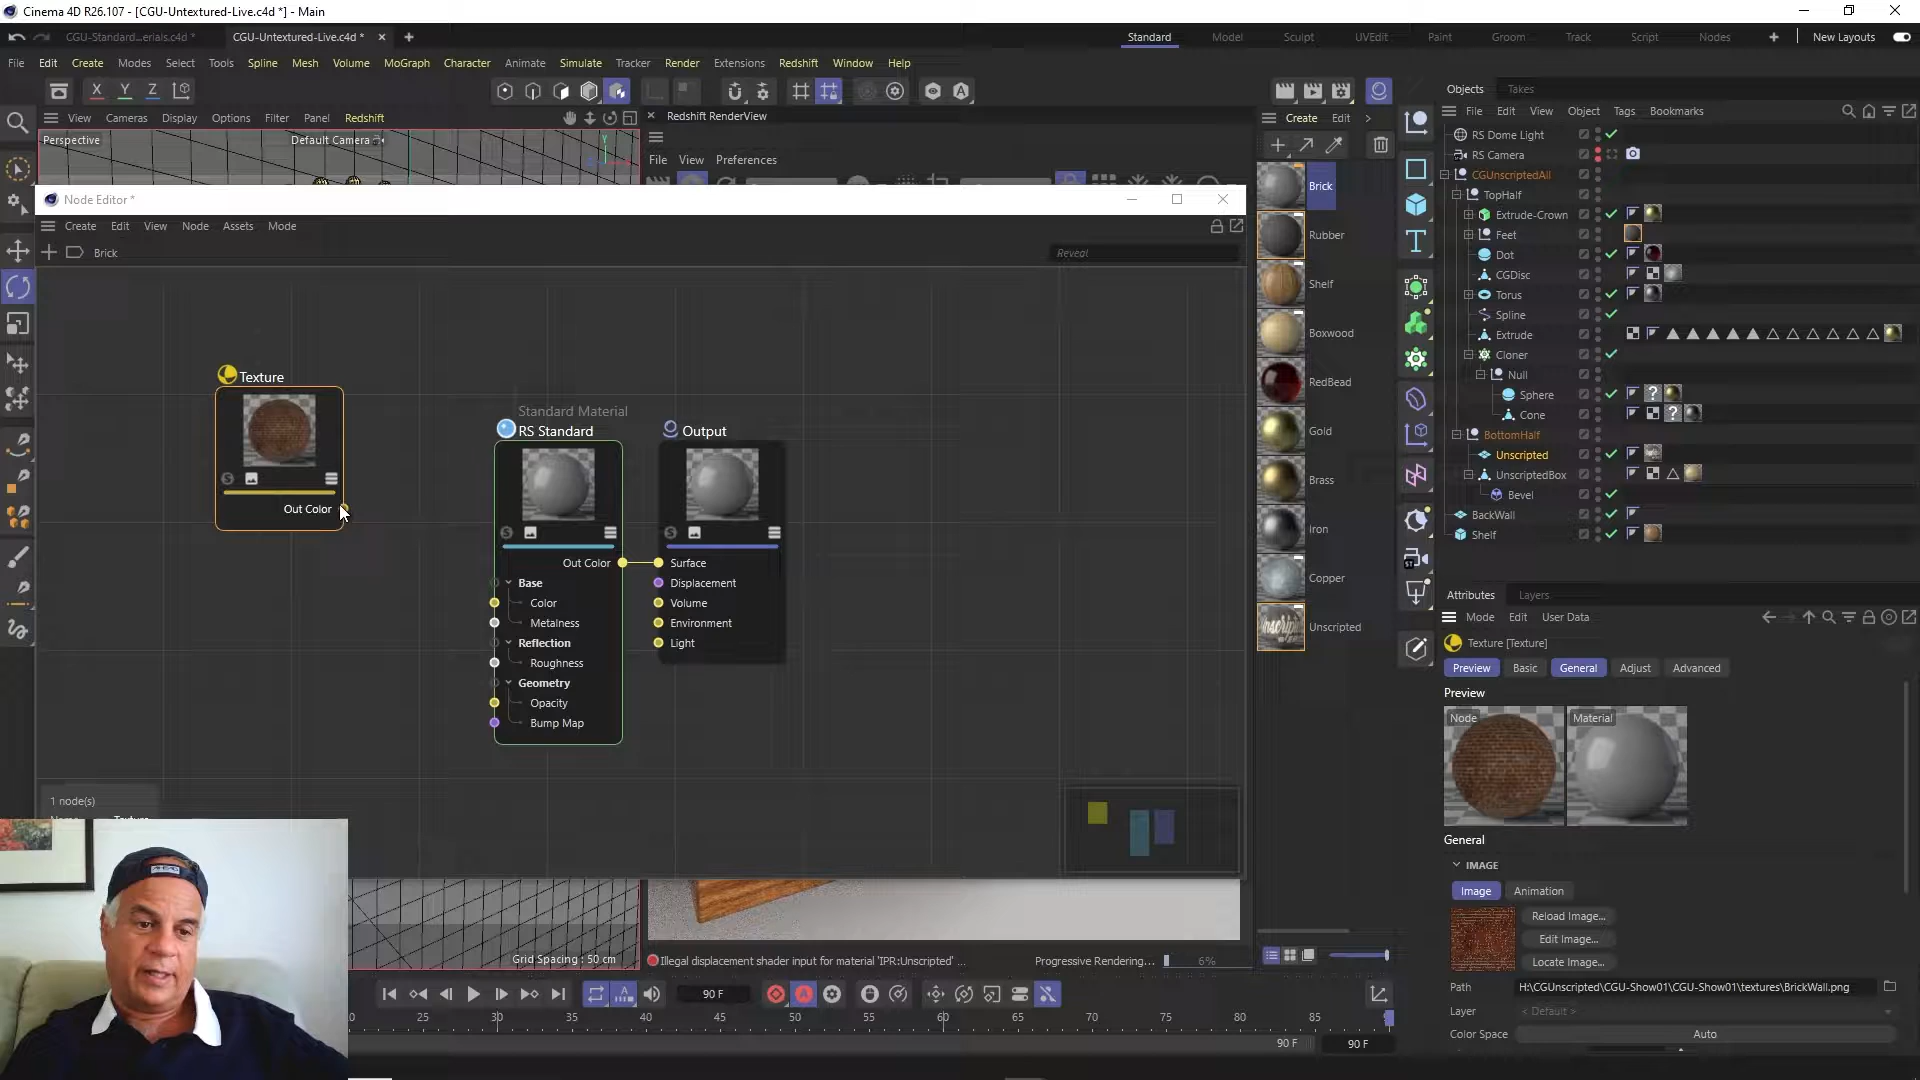 Cinema 4D R26.107 - [CGU-Untextured-Live.c4d *] - Main
CGU-Standard...erials.c4d *
CGU-Untextured-Live.c4d *
Standard
Model
Sculpt
UVEdit
Paint
Groom
Track
Script
Nodes
New Layouts
File Edit Create Modes Select Tools Spline Mesh Volume MoGraph Character Animate Simulate Tracker Render Extensions Redshift Window Help
X Y Z
View Cameras Display Options Filter Panel Redshift
Perspective
Default Camera
Y
Redshift RenderView
File View Preferences
Node Editor *
Create Edit View Node Assets Mode
Brick
Reveal
Texture
Out Color
Standard Material
RS Standard
Out Color
Base
Color
Metalness
Reflection
Roughness
Geometry
Opacity
Bump Map
Output
Surface
Displacement
Volume
Environment
Light
1 node(s)
Grid Spacing : 50 cm
Illegal displacement shader input for material 'IPR:Unscripted' ...
Progressive Rendering...
6%
90 F
25 30 35 40 45 50 55 60 65 70 75 80 85
90 F
90 F
Create Edit
Brick
Rubber
Shelf
Boxwood
RedBead
Gold
Brass
Iron
Copper
Unscripted
Objects
Takes
File Edit View Object Tags Bookmarks
RS Dome Light
RS Camera
CGUnscriptedAll
TopHalf
Extrude-Crown
Feet
Dot
CGDisc
Torus
Spline
Extrude
Cloner
Null
Sphere
Cone
BottomHalf
Unscripted
UnscriptedBox
Bevel
BackWall
Shelf
Attributes
Layers
Mode Edit User Data
Texture [Texture]
Preview
Basic
General
Adjust
Advanced
Preview
Node
Material
General
IMAGE
Image
Animation
Reload Image...
Edit Image...
Locate Image...
Path
H:\CGUnscripted\CGU-Show01\CGU-Show01\textures\BrickWall.png
Layer
< Default >
Color Space
Auto